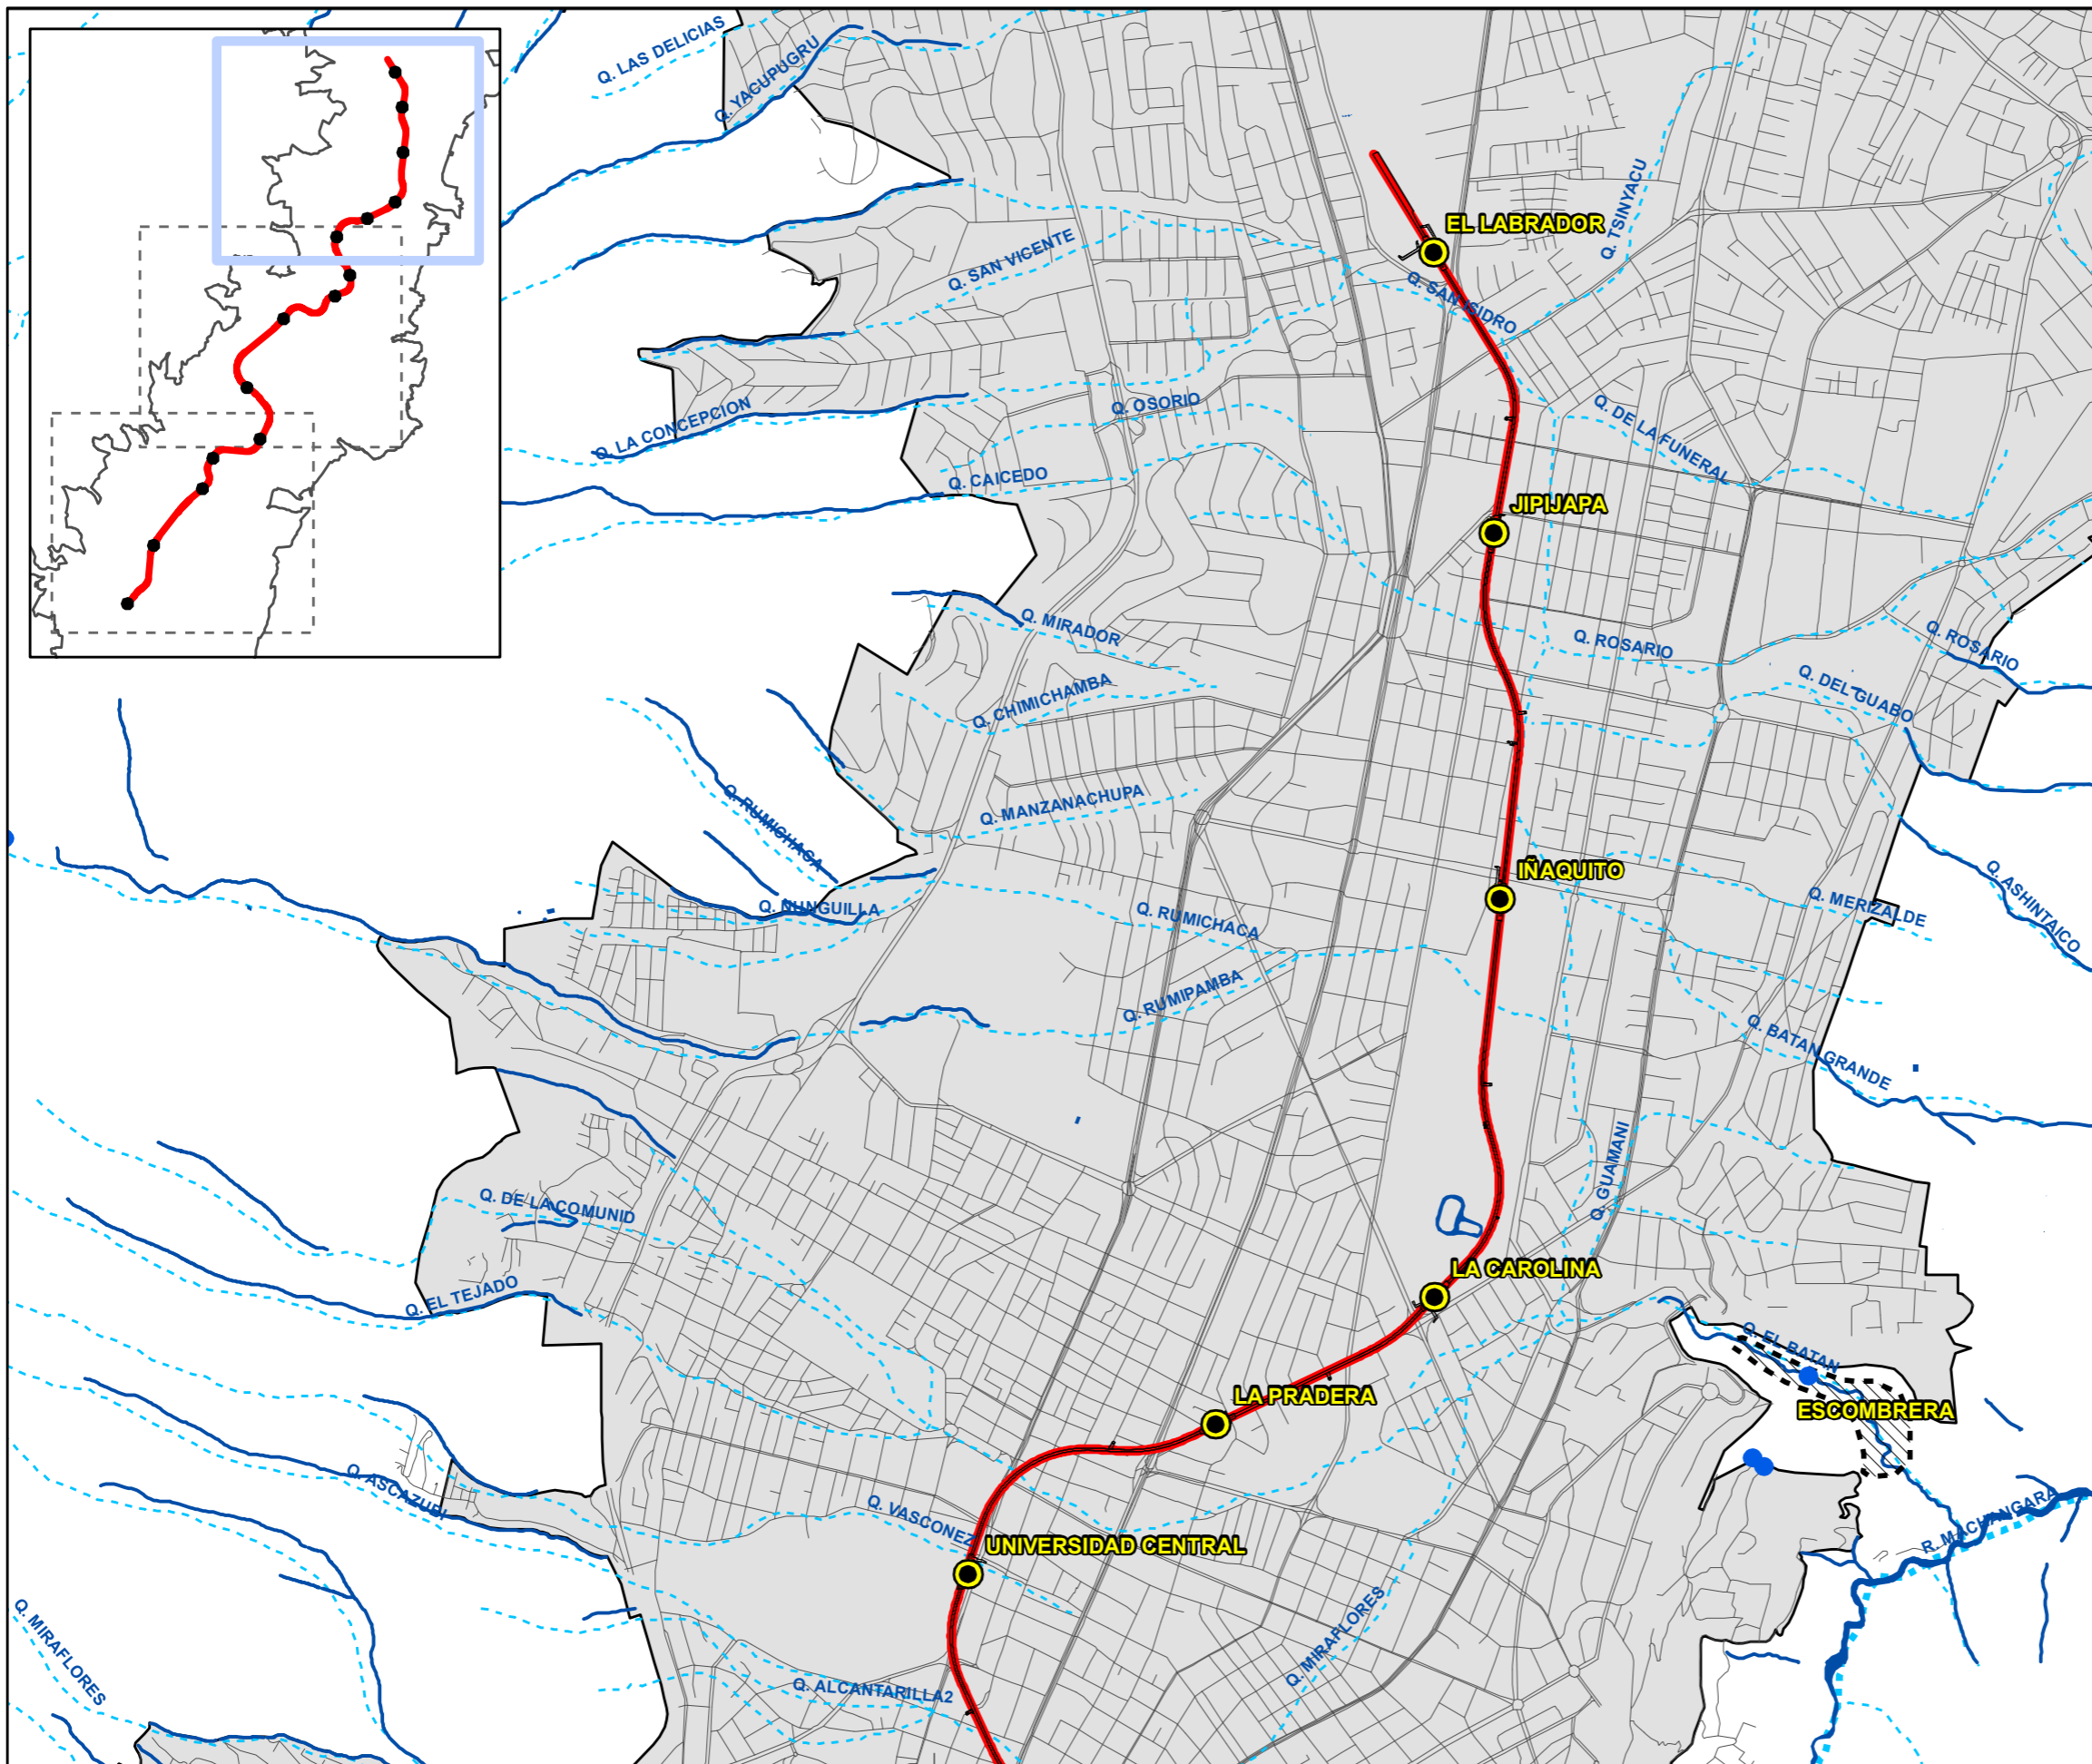 Q. LAS DELICIAS
Q. YACUPUGRU
EL LABRADOR
Q. TSINYACU
Q. SAN VICENTE
Q. SAN ISIDRO
Q. LA CONCEPCION
Q. OSORIO
Q. DE LA FUNERAL
Q. CAICEDO
JIPIJAPA
Q. MIRADOR
Q. ROSARIO
Q. ROSARIO
Q. CHIMICHAMBA
Q. DEL GUABO
Q. RUMICHACA
Q. MANZANACHUPA
IÑAQUITO
Q. NUNGUILLA
Q. RUMICHACA
Q. MERIZALDE
Q. ASHINTAICO
Q. RUMIPAMBA
Q. BATAN GRANDE
Q. GUAMANI
Q. DE LA COMUNID
LA CAROLINA
Q. EL TEJADO
Q. EL BATAN
LA PRADERA
ESCOMBRERA
Q. ASCAZUBI
Q. VASCONEZ
UNIVERSIDAD CENTRAL
R. MACHANGARA
Q. MIRAFLORES
Q. MIRAFLORES
Q. ALCANTARILLA2